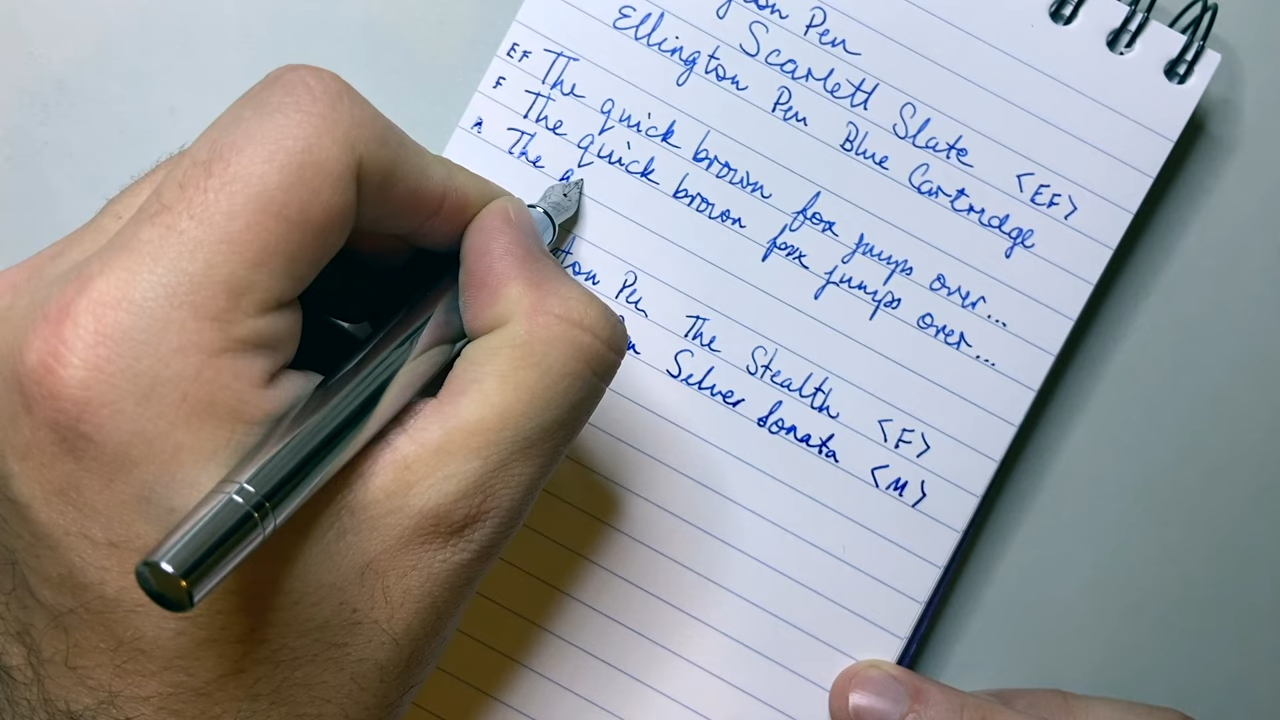 Pen
Scarlett Slate <EF>
Ellington Pen Blue Cartridge
EF The quick brown fox jumps over...
F The quick brown fox jumps over...
M The q
Pen The Stealth <F>
Silver Sonata <M>